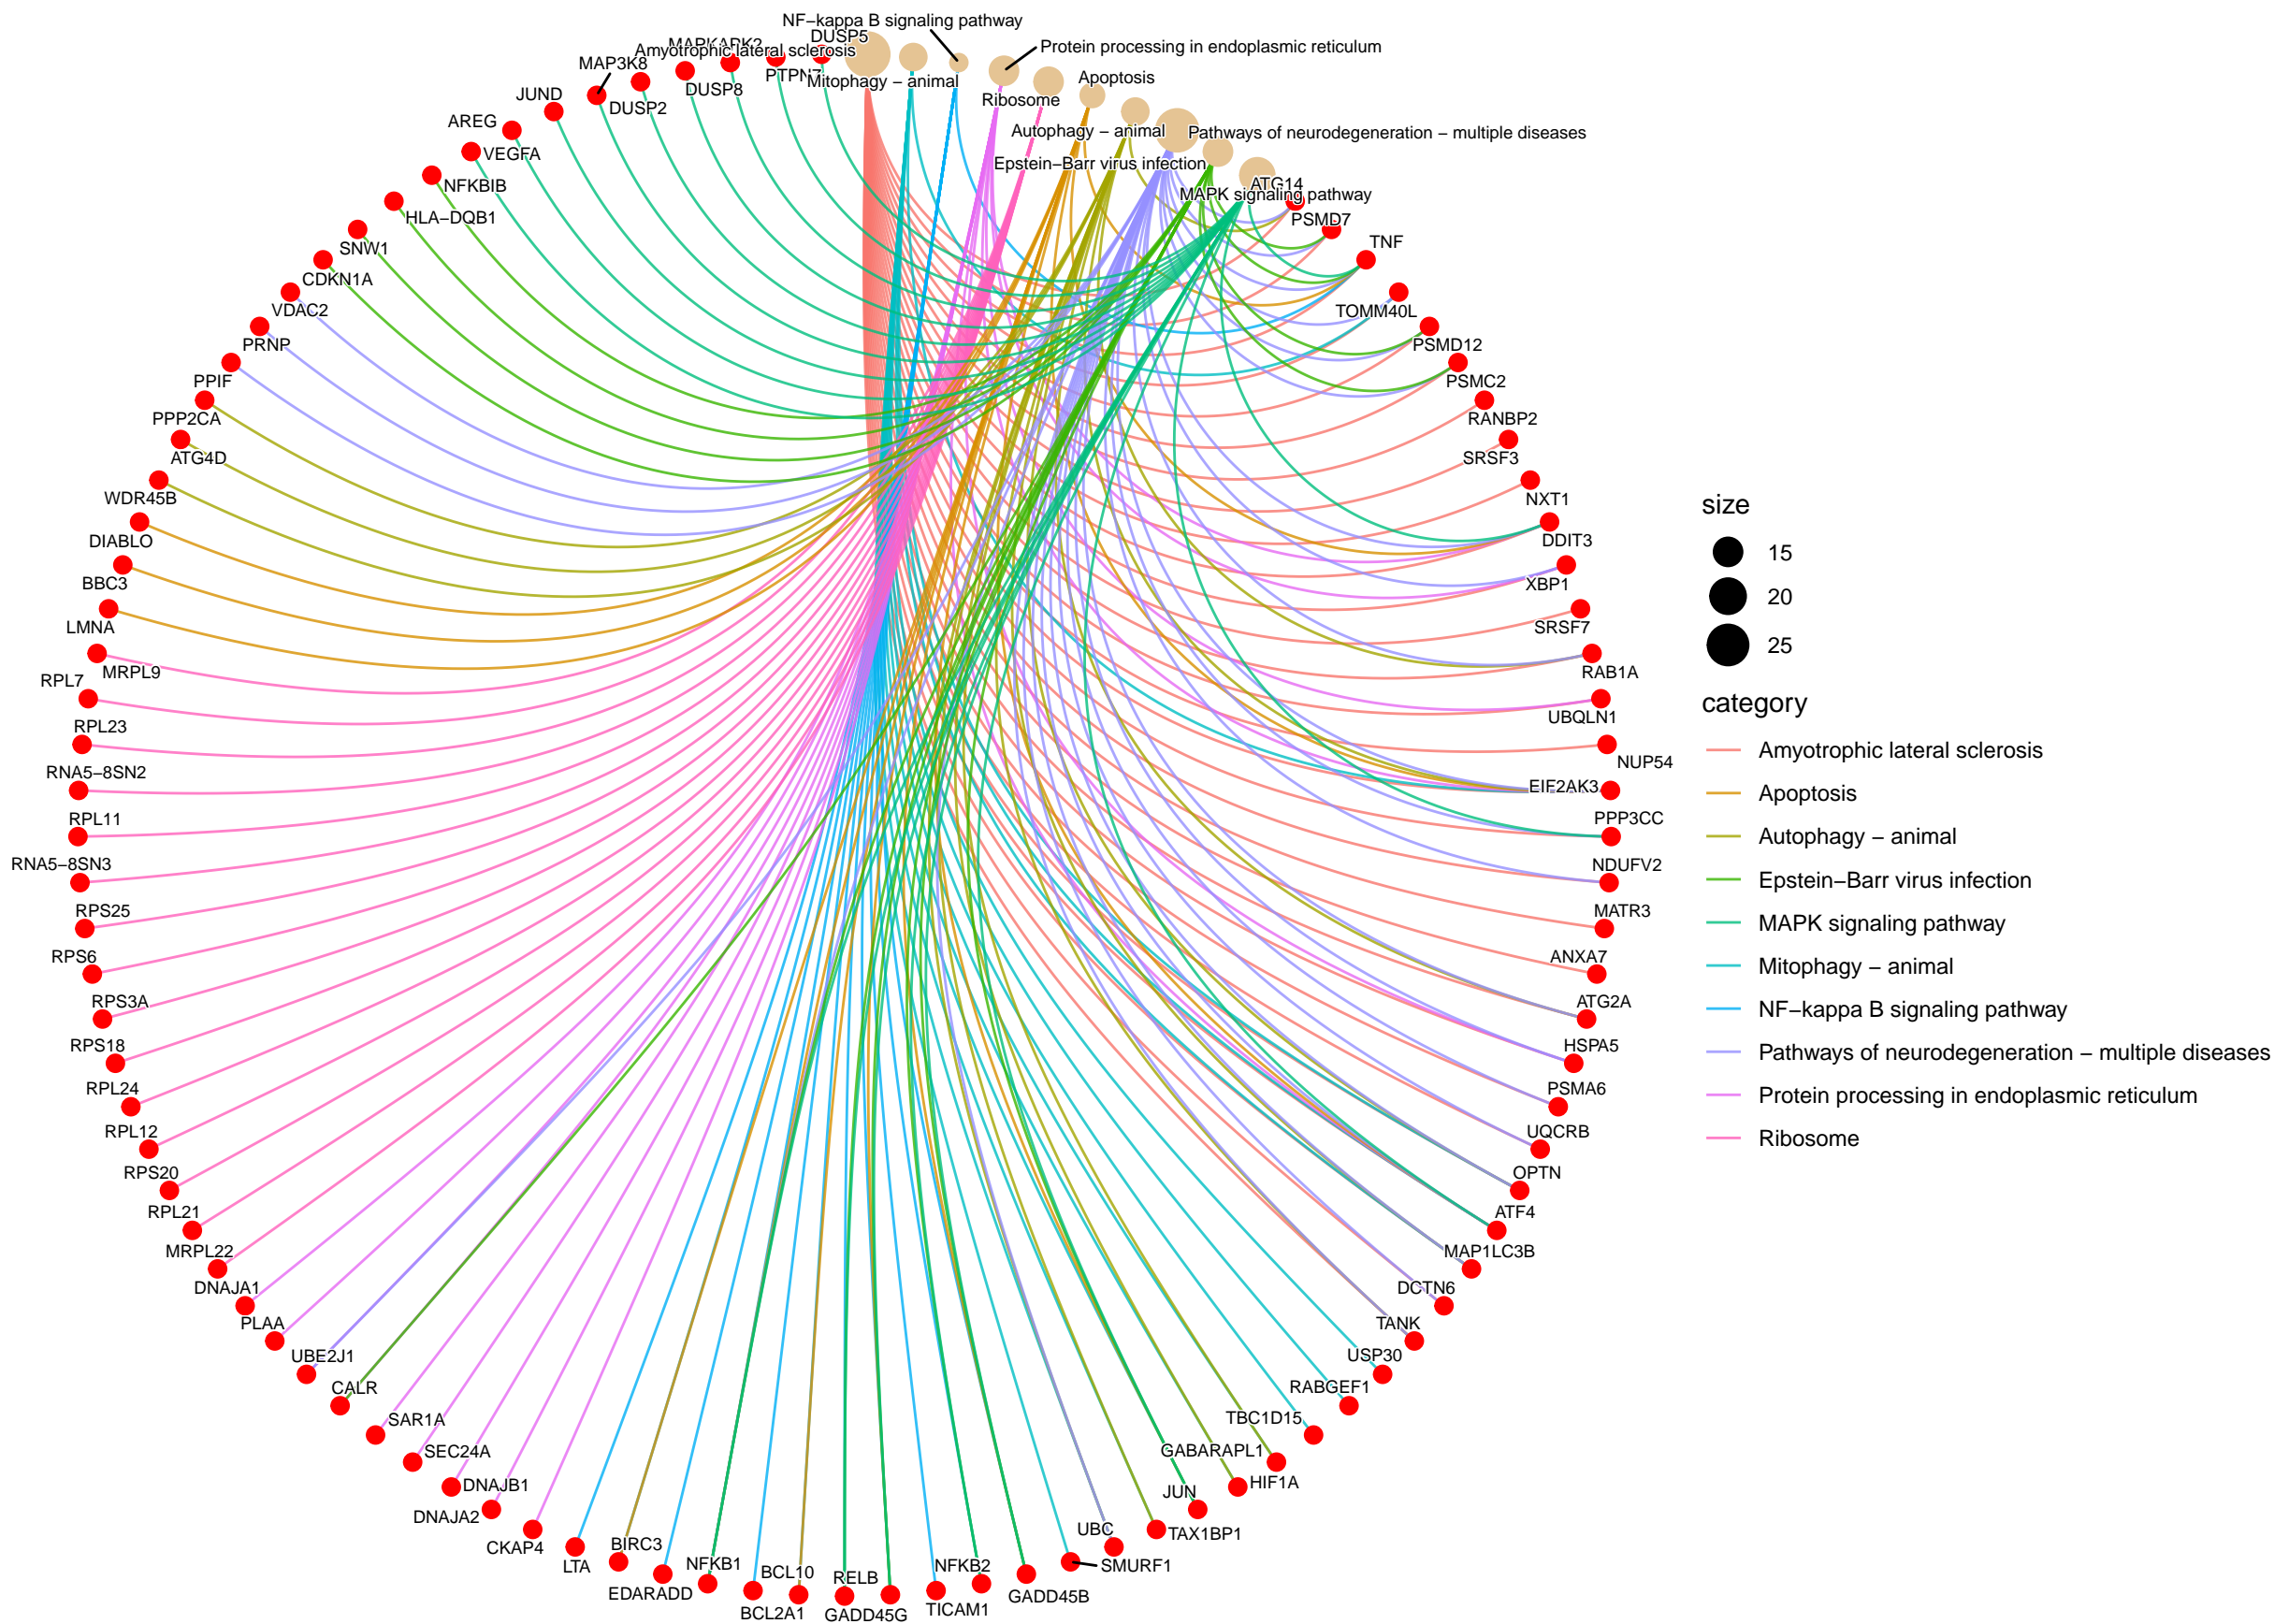 NF−kappa B signaling pathway
DUSP5
MAPKAPK2
Amyotrophic lateral sclerosis
Protein processing in endoplasmic reticulum
MAP3K8
PTPN7
Mitophagy − animal
Apoptosis
DUSP8
JUND
DUSP2
Ribosome
AREG
Autophagy − animal
Pathways of neurodegeneration − multiple diseases
VEGFA
Epstein−Barr virus infection
NFKBIB
ATG14
MAPK signaling pathway
HLA−DQB1
PSMD7
SNW1
TNF
CDKN1A
VDAC2
TOMM40L
PRNP
PSMD12
PPIF
PSMC2
PPP2CA
RANBP2
ATG4D
SRSF3
WDR45B
NXT1
DIABLO
DDIT3
BBC3
XBP1
LMNA
SRSF7
MRPL9
RAB1A
RPL7
UBQLN1
RPL23
NUP54
RNA5−8SN2
EIF2AK3
RPL11
PPP3CC
RNA5−8SN3
NDUFV2
RPS25
MATR3
RPS6
ANXA7
RPS3A
ATG2A
RPS18
HSPA5
RPL24
PSMA6
RPL12
UQCRB
RPS20
OPTN
RPL21
ATF4
MRPL22
MAP1LC3B
DNAJA1
DCTN6
PLAA
TANK
UBE2J1
USP30
CALR
RABGEF1
SAR1A
TBC1D15
SEC24A
GABARAPL1
DNAJB1
HIF1A
DNAJA2
JUN
CKAP4
TAX1BP1
LTA
BIRC3
UBC
EDARADD
NFKB1
SMURF1
BCL2A1
BCL10
RELB
GADD45G
TICAM1
NFKB2
GADD45B
size
15
20
25
category
Amyotrophic lateral sclerosis
Apoptosis
Autophagy − animal
Epstein−Barr virus infection
MAPK signaling pathway
Mitophagy − animal
NF−kappa B signaling pathway
Pathways of neurodegeneration − multiple diseases
Protein processing in endoplasmic reticulum
Ribosome